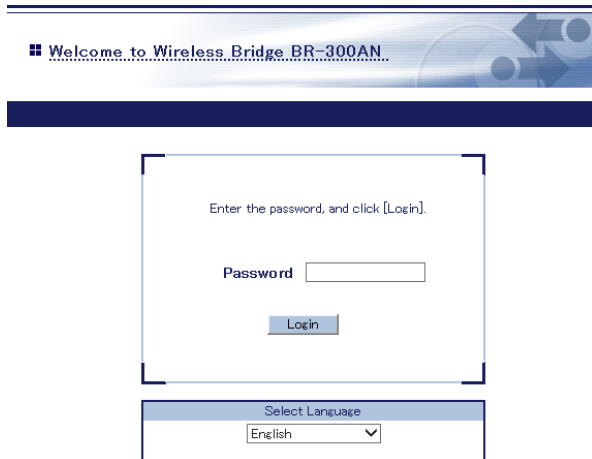 Welcome to Wireless Bridge BR-300AN
Enter the password, and click [Login].
Password
Login
Select Language
English